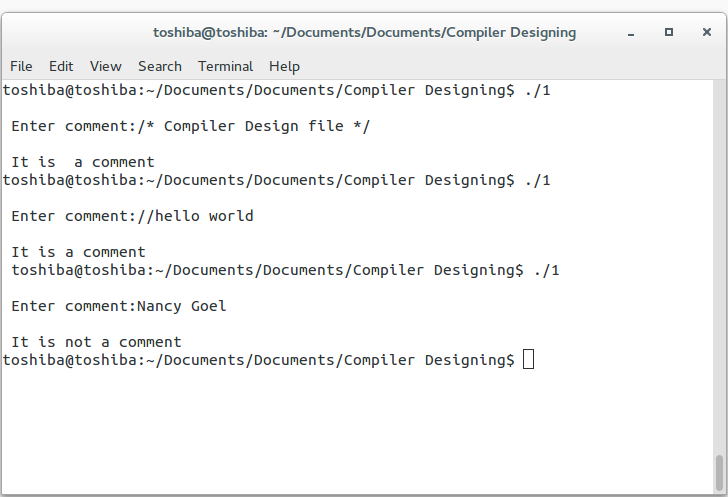 toshiba@toshiba: ~/Documents/Documents/Compiler Designing
File Edit View Search Terminal Help
toshiba@toshiba:~/Documents/Documents/Compiler Designing$ ./1
Enter comment:/* Compiler Design file */
It is  a comment
toshiba@toshiba:~/Documents/Documents/Compiler Designing$ ./1
Enter comment://hello world
It is a comment
toshiba@toshiba:~/Documents/Documents/Compiler Designing$ ./1
Enter comment:Nancy Goel
It is not a comment
toshiba@toshiba:~/Documents/Documents/Compiler Designing$